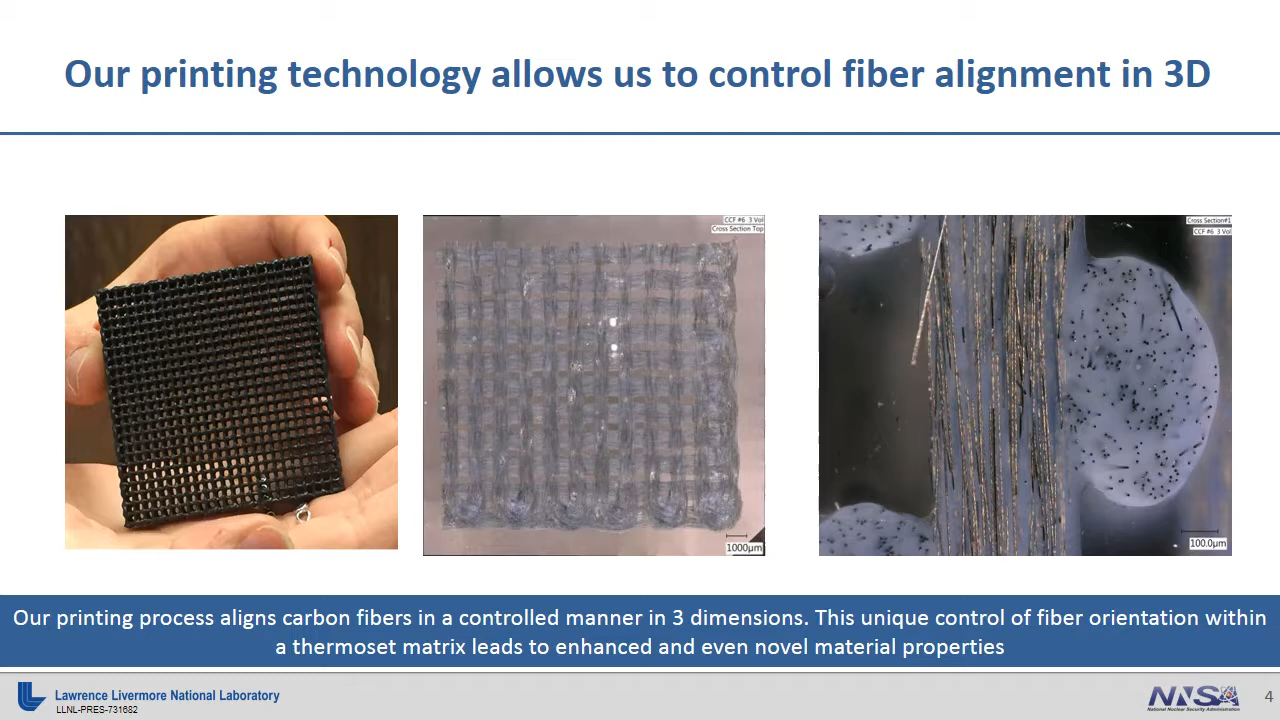 Our printing technology allows us to control fiber alignment in 3D
CCF #6 3 Vol
Cross Section Top
1000µm
Cross Section#1
CCF #6 3 Vol
100.0µm
Our printing process aligns carbon fibers in a controlled manner in 3 dimensions. This unique control of fiber orientation within
a thermoset matrix leads to enhanced and even novel material properties
Lawrence Livermore National Laboratory
LLNL-PRES-731682
NNSA
National Nuclear Security Administration
4